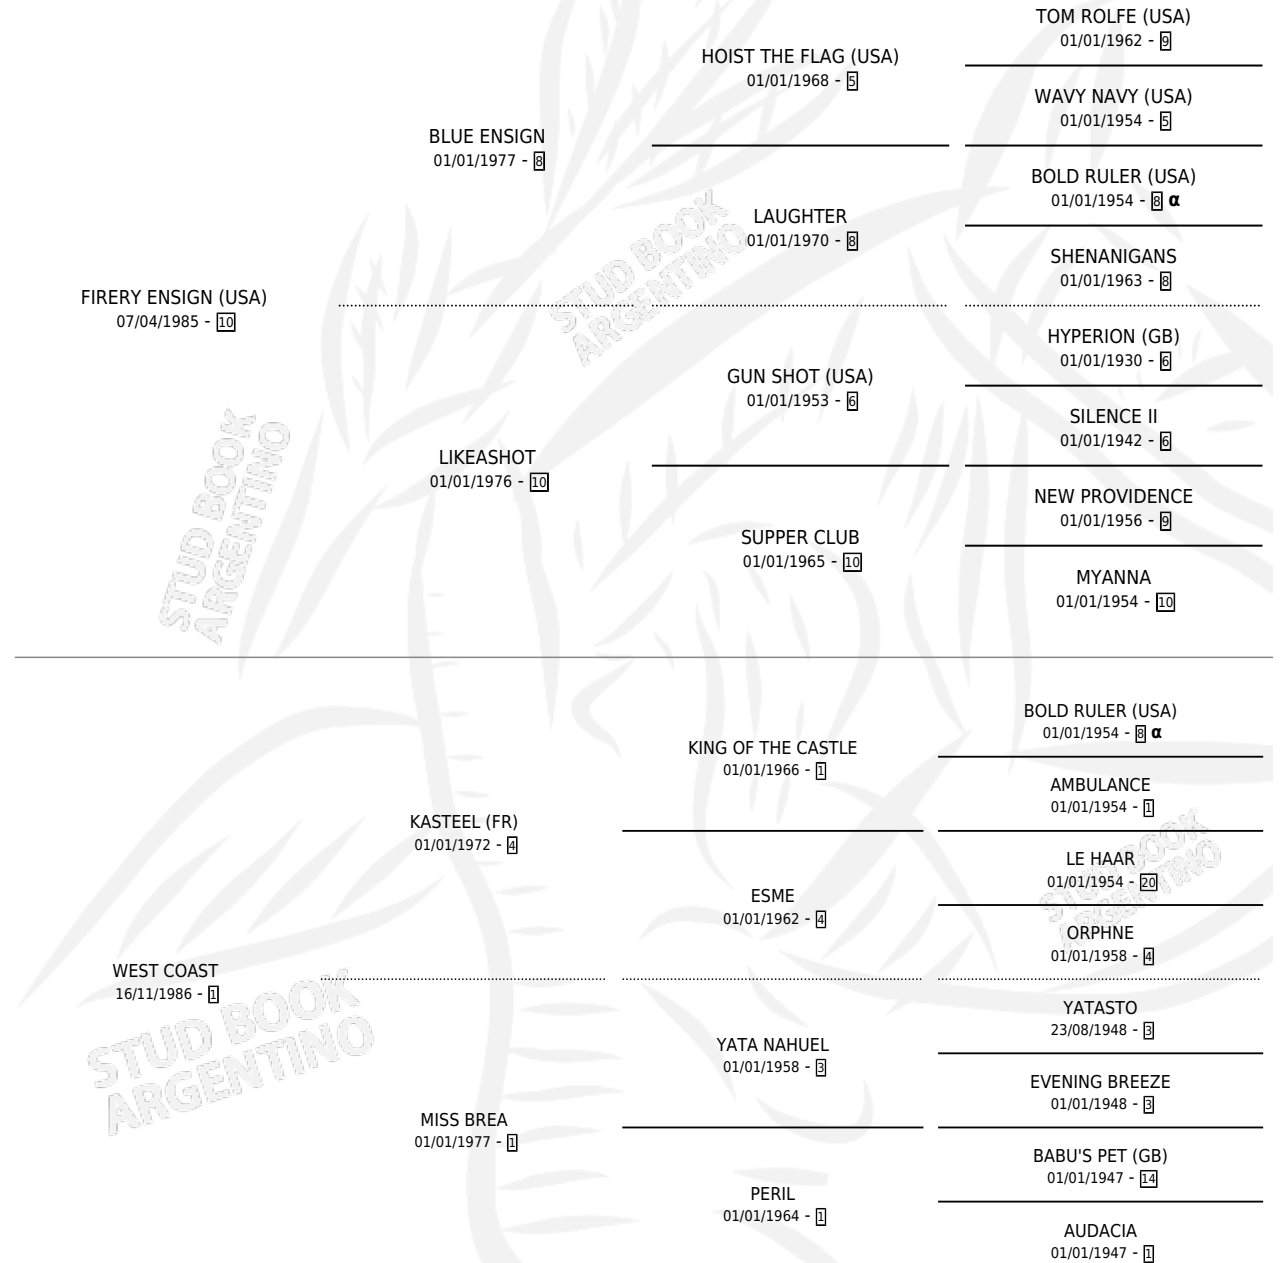 TOM ROLFE (USA)
01/01/1962 - 9
HOIST THE FLAG (USA)
01/01/1968 - 5
WAVY NAVY (USA)
01/01/1954 - 5
BLUE ENSIGN
01/01/1977 - 8
BOLD RULER (USA)
01/01/1954 - 8 α
LAUGHTER
01/01/1970 - 8
SHENANIGANS
01/01/1963 - 8
FIRERY ENSIGN (USA)
07/04/1985 - 10
HYPERION (GB)
01/01/1930 - 6
GUN SHOT (USA)
01/01/1953 - 6
SILENCE II
01/01/1942 - 6
LIKEASHOT
01/01/1976 - 10
NEW PROVIDENCE
01/01/1956 - 9
SUPPER CLUB
01/01/1965 - 10
MYANNA
01/01/1954 - 10
BOLD RULER (USA)
01/01/1954 - 8 α
KING OF THE CASTLE
01/01/1966 - 1
AMBULANCE
01/01/1954 - 1
KASTEEL (FR)
01/01/1972 - 4
LE HAAR
01/01/1954 - 20
ESME
01/01/1962 - 4
ORPHNE
01/01/1958 - 4
WEST COAST
16/11/1986 - 1
YATASTO
23/08/1948 - 3
YATA NAHUEL
01/01/1958 - 3
EVENING BREEZE
01/01/1948 - 3
MISS BREA
01/01/1977 - 1
BABU'S PET (GB)
01/01/1947 - 14
PERIL
01/01/1964 - 1
AUDACIA
01/01/1947 - 1
STUD BOOK
ARGENTINO
STUD BOOK
ARGENTINO
STUD BOOK
ARGENTINO
STUD BOOK
ARGENTINO